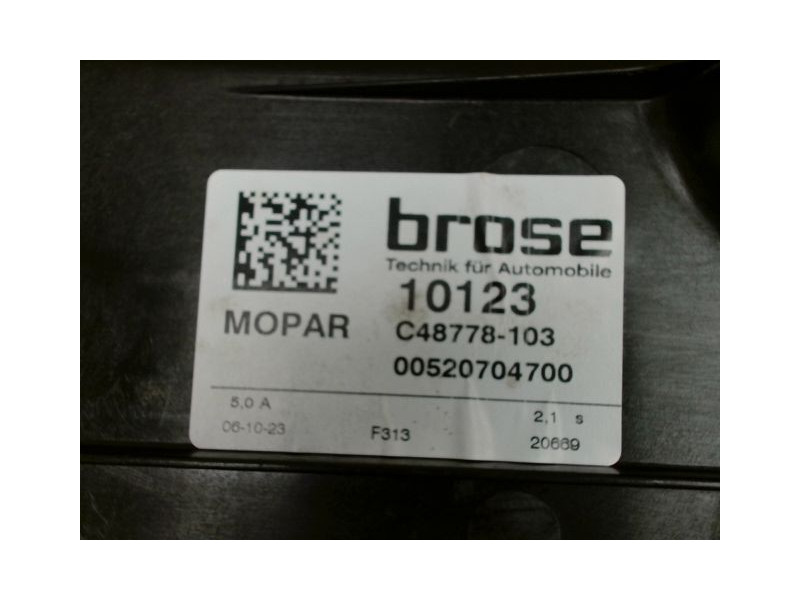 brose
Technik für Automobile
10123
MOPAR C48778-103
00520704700
5,0 A 2,1 s
06-10-23 F313 20669